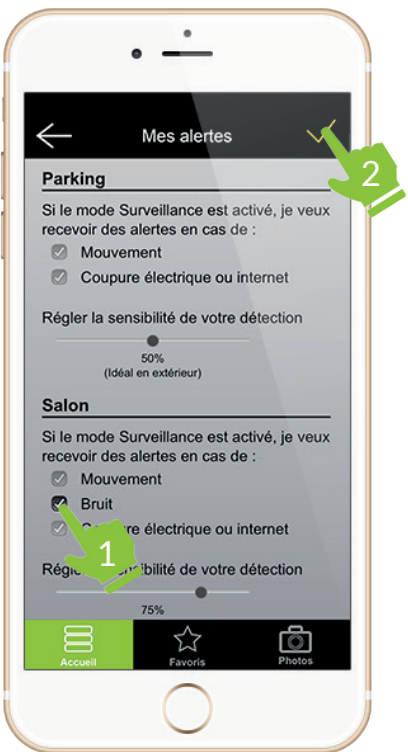 Mes alertes
2
Parking
Si le mode Surveillance est activé, je veux
recevoir des alertes en cas de :
Mouvement
Coupure électrique ou internet
Régler la sensibilité de votre détection
50%
(Idéal en extérieur)
Salon
Si le mode Surveillance est activé, je veux
recevoir des alertes en cas de :
Mouvement
Bruit
électrique ou internet
1
votre détection
75%
Accueil
Favoris
Photos